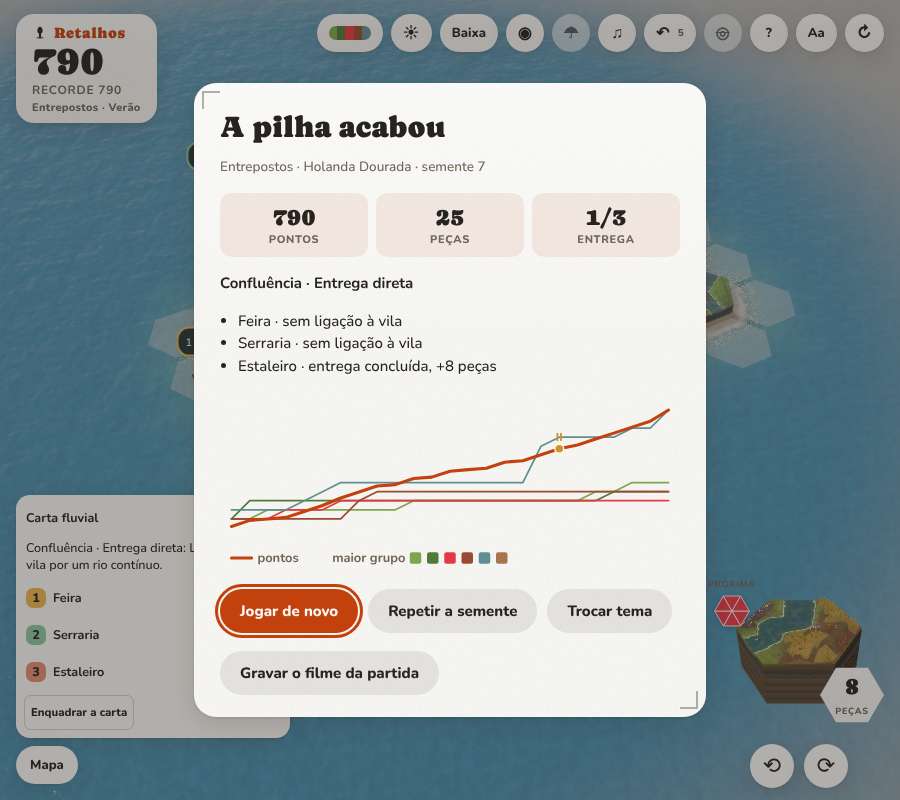 Retalhos
790
RECORDE 790
Entrepostos · Verão
Baixa
5
?
Aa
A pilha acabou
Entrepostos · Holanda Dourada · semente 7
790
PONTOS
25
PEÇAS
1/3
ENTREGA
Confluência · Entrega direta
• Feira · sem ligação à vila
• Serraria · sem ligação à vila
• Estaleiro · entrega concluída, +8 peças
pontos
maior grupo
Jogar de novo
Repetir a semente
Trocar tema
Gravar o filme da partida
1
Carta fluvial
Confluência · Entrega direta: L
vila por um rio contínuo.
1 Feira
2 Serraria
3 Estaleiro
Enquadrar a carta
Mapa
PRÓXIMA
8
PEÇAS